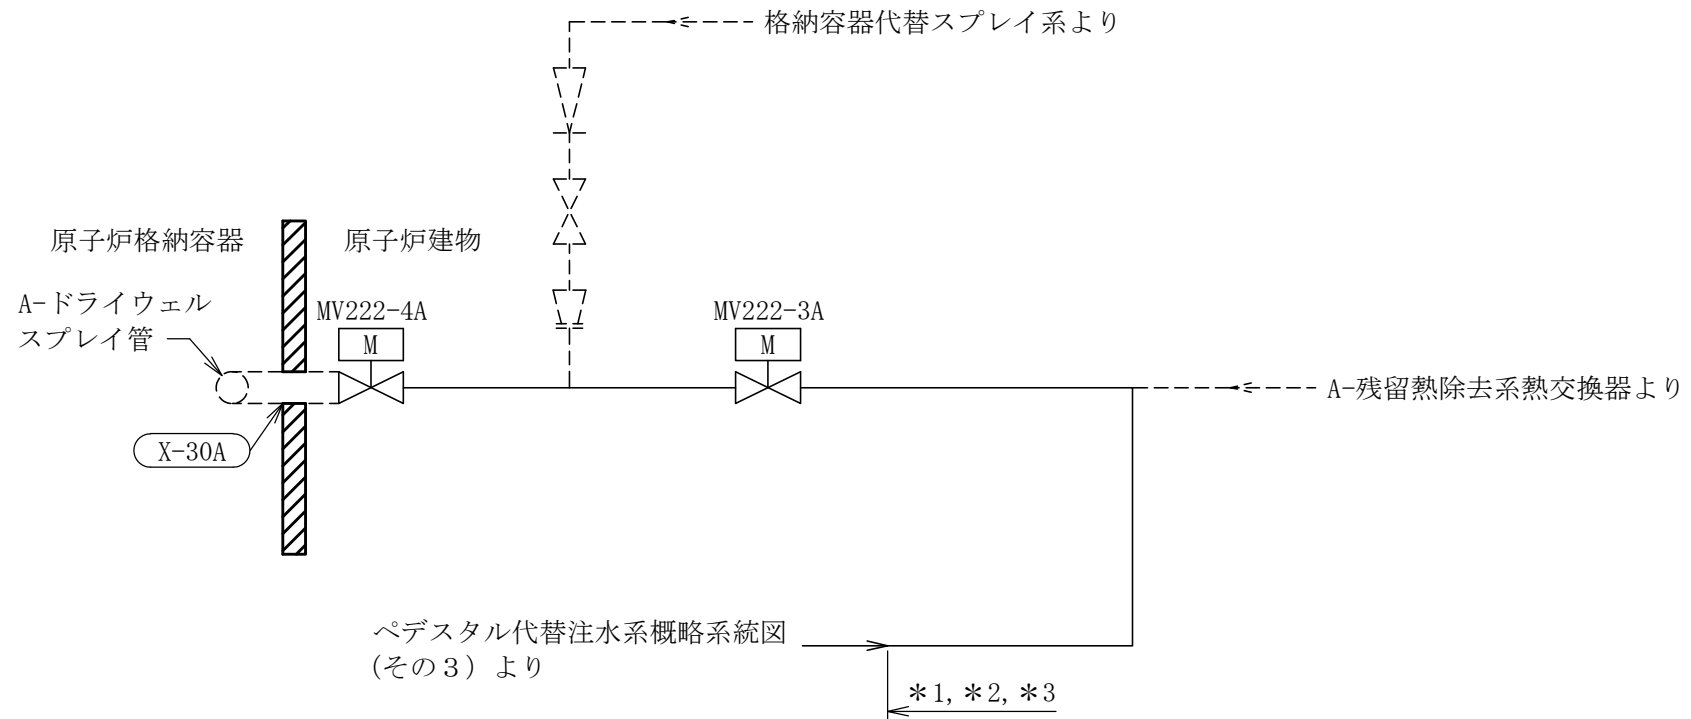 格納容器代替スプレイ系より
原子炉格納容器
原子炉建物
A-ドライウェル
スプレイ管
MV222-4A
M
MV222-3A
M
A-残留熱除去系熱交換器より
X-30A
ペデスタル代替注水系概略系統図
(その３）より
＊1, ＊2, ＊3